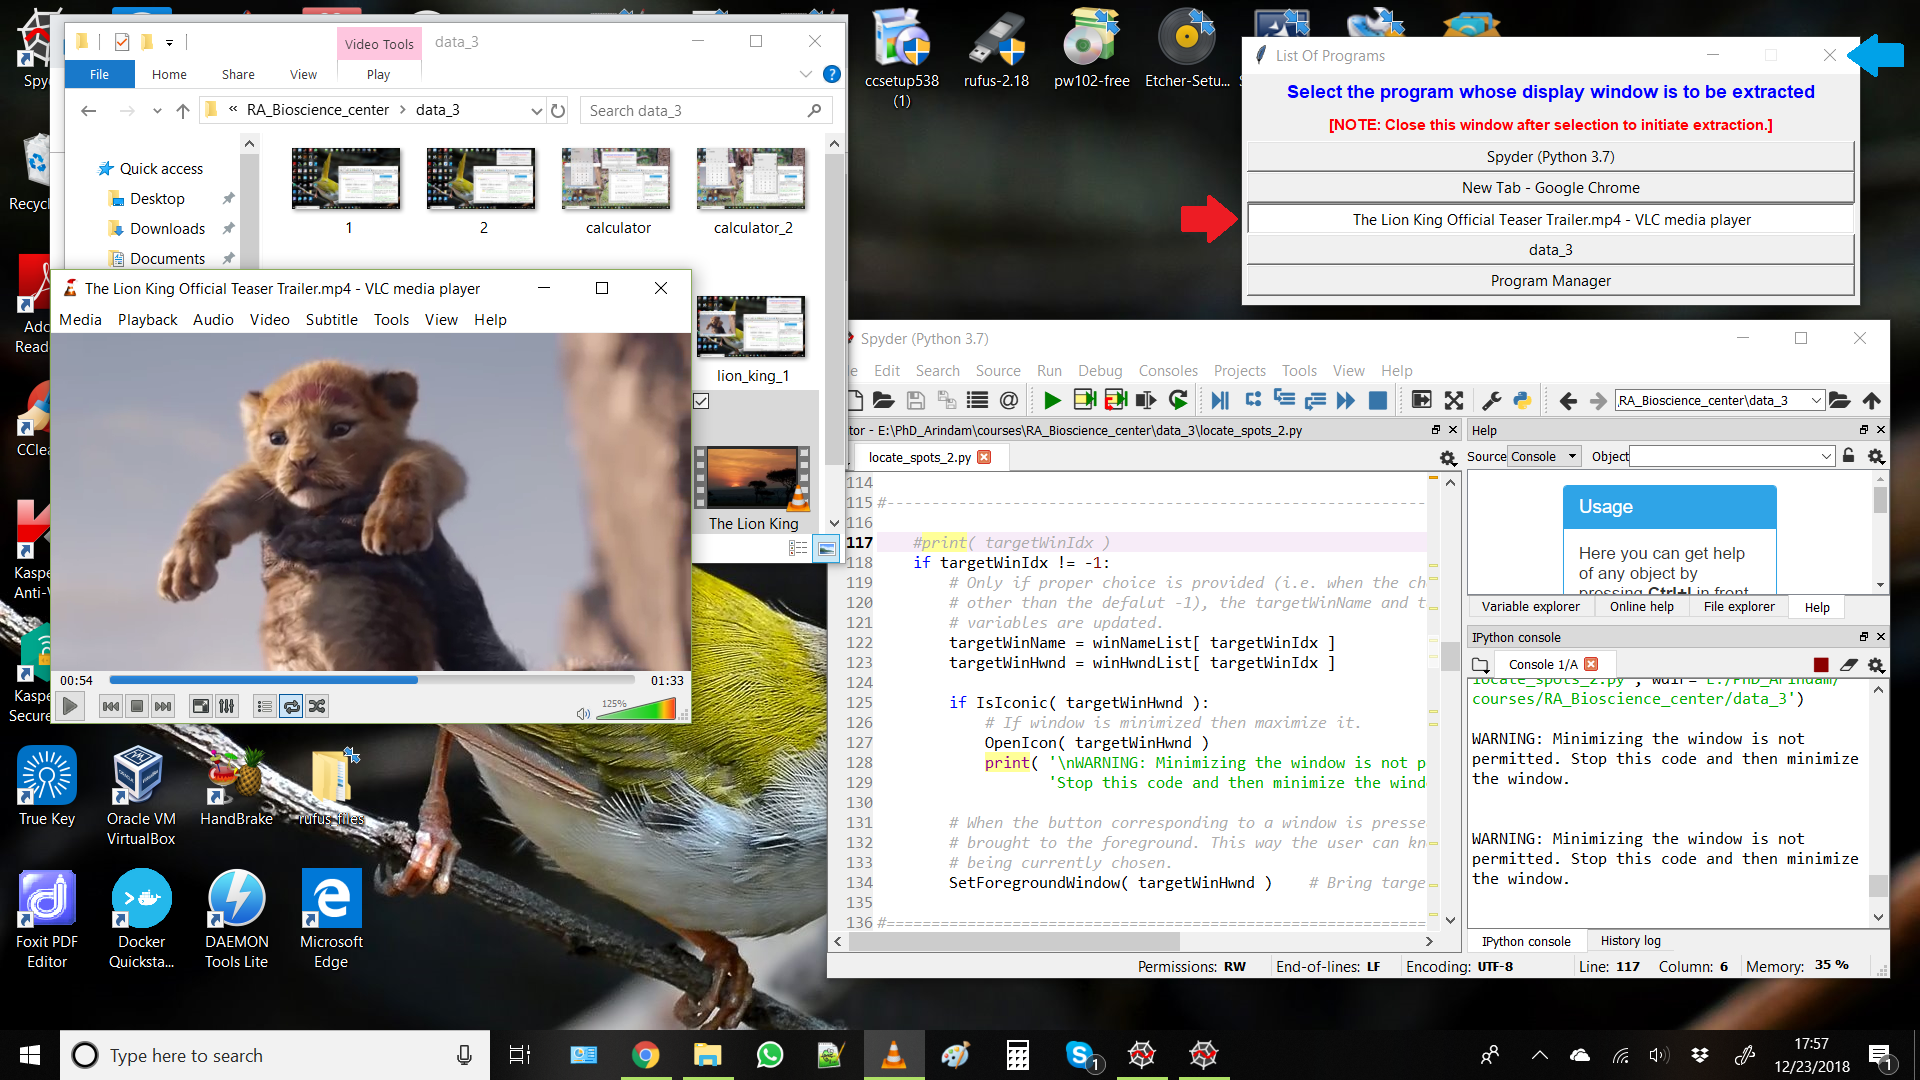 Spy
Recycl
Ado
Read
CCle
Kaspe
Anti-V
Kaspe
Secure
True Key
Oracle VM
VirtualBox
HandBrake
rufus_files
Foxit PDF
Editor
Docker
Quicksta...
DAEMON
Tools Lite
Microsoft
Edge
ccsetup538
(1)
rufus-2.18
pw102-free
Etcher-Setu...
Video Tools
data_3
File
Home
Share
View
Play
« RA_Bioscience_center > data_3
Search data_3
Quick access
Desktop
Downloads
Documents
1
2
calculator
calculator_2
lion_king_1
The Lion King
The Lion King Official Teaser Trailer.mp4 - VLC media player
Media Playback Audio Video Subtitle Tools View Help
00:54
01:33
125%
List Of Programs
Select the program whose display window is to be extracted
[NOTE: Close this window after selection to initiate extraction.]
Spyder (Python 3.7)
New Tab - Google Chrome
The Lion King Official Teaser Trailer.mp4 - VLC media player
data_3
Program Manager
Spyder (Python 3.7)
e Edit Search Source Run Debug Consoles Projects Tools View Help
RA_Bioscience_center\data_3
tor - E:\PhD_Arindam\courses\RA_Bioscience_center\data_3\locate_spots_2.py
locate_spots_2.py
114
115 #------------------------------------------------------------
116
117 #print( targetWinIdx )
118 if targetWinIdx != -1:
119 # Only if proper choice is provided (i.e. when the ch
120 # other than the defalut -1), the targetWinName and t
121 # variables are updated.
122 targetWinName = winNameList[ targetWinIdx ]
123 targetWinHwnd = winHwndList[ targetWinIdx ]
124
125 if IsIconic( targetWinHwnd ):
126 # If window is minimized then maximize it.
127 OpenIcon( targetWinHwnd )
128 print( '\nWARNING: Minimizing the window is not p
129 'Stop this code and then minimize the wind
130
131 # When the button corresponding to a window is presse
132 # brought to the foreground. This way the user can kn
133 # being currently chosen.
134 SetForegroundWindow( targetWinHwnd ) # Bring targe
135
136 #============================================================
Help
Source Console
Object
Usage
Here you can get help
of any object by
pressing Ctrl+I in front
Variable explorer
Online help
File explorer
Help
IPython console
Console 1/A
locate_spots_2.py', wdir='E:/PhD_Arindam/
courses/RA_Bioscience_center/data_3')
WARNING: Minimizing the window is not
permitted. Stop this code and then minimize
the window.
WARNING: Minimizing the window is not
permitted. Stop this code and then minimize
the window.
IPython console
History log
Permissions: RW
End-of-lines: LF
Encoding: UTF-8
Line: 117
Column: 6
Memory: 35 %
Type here to search
1
17:57
12/23/2018
1